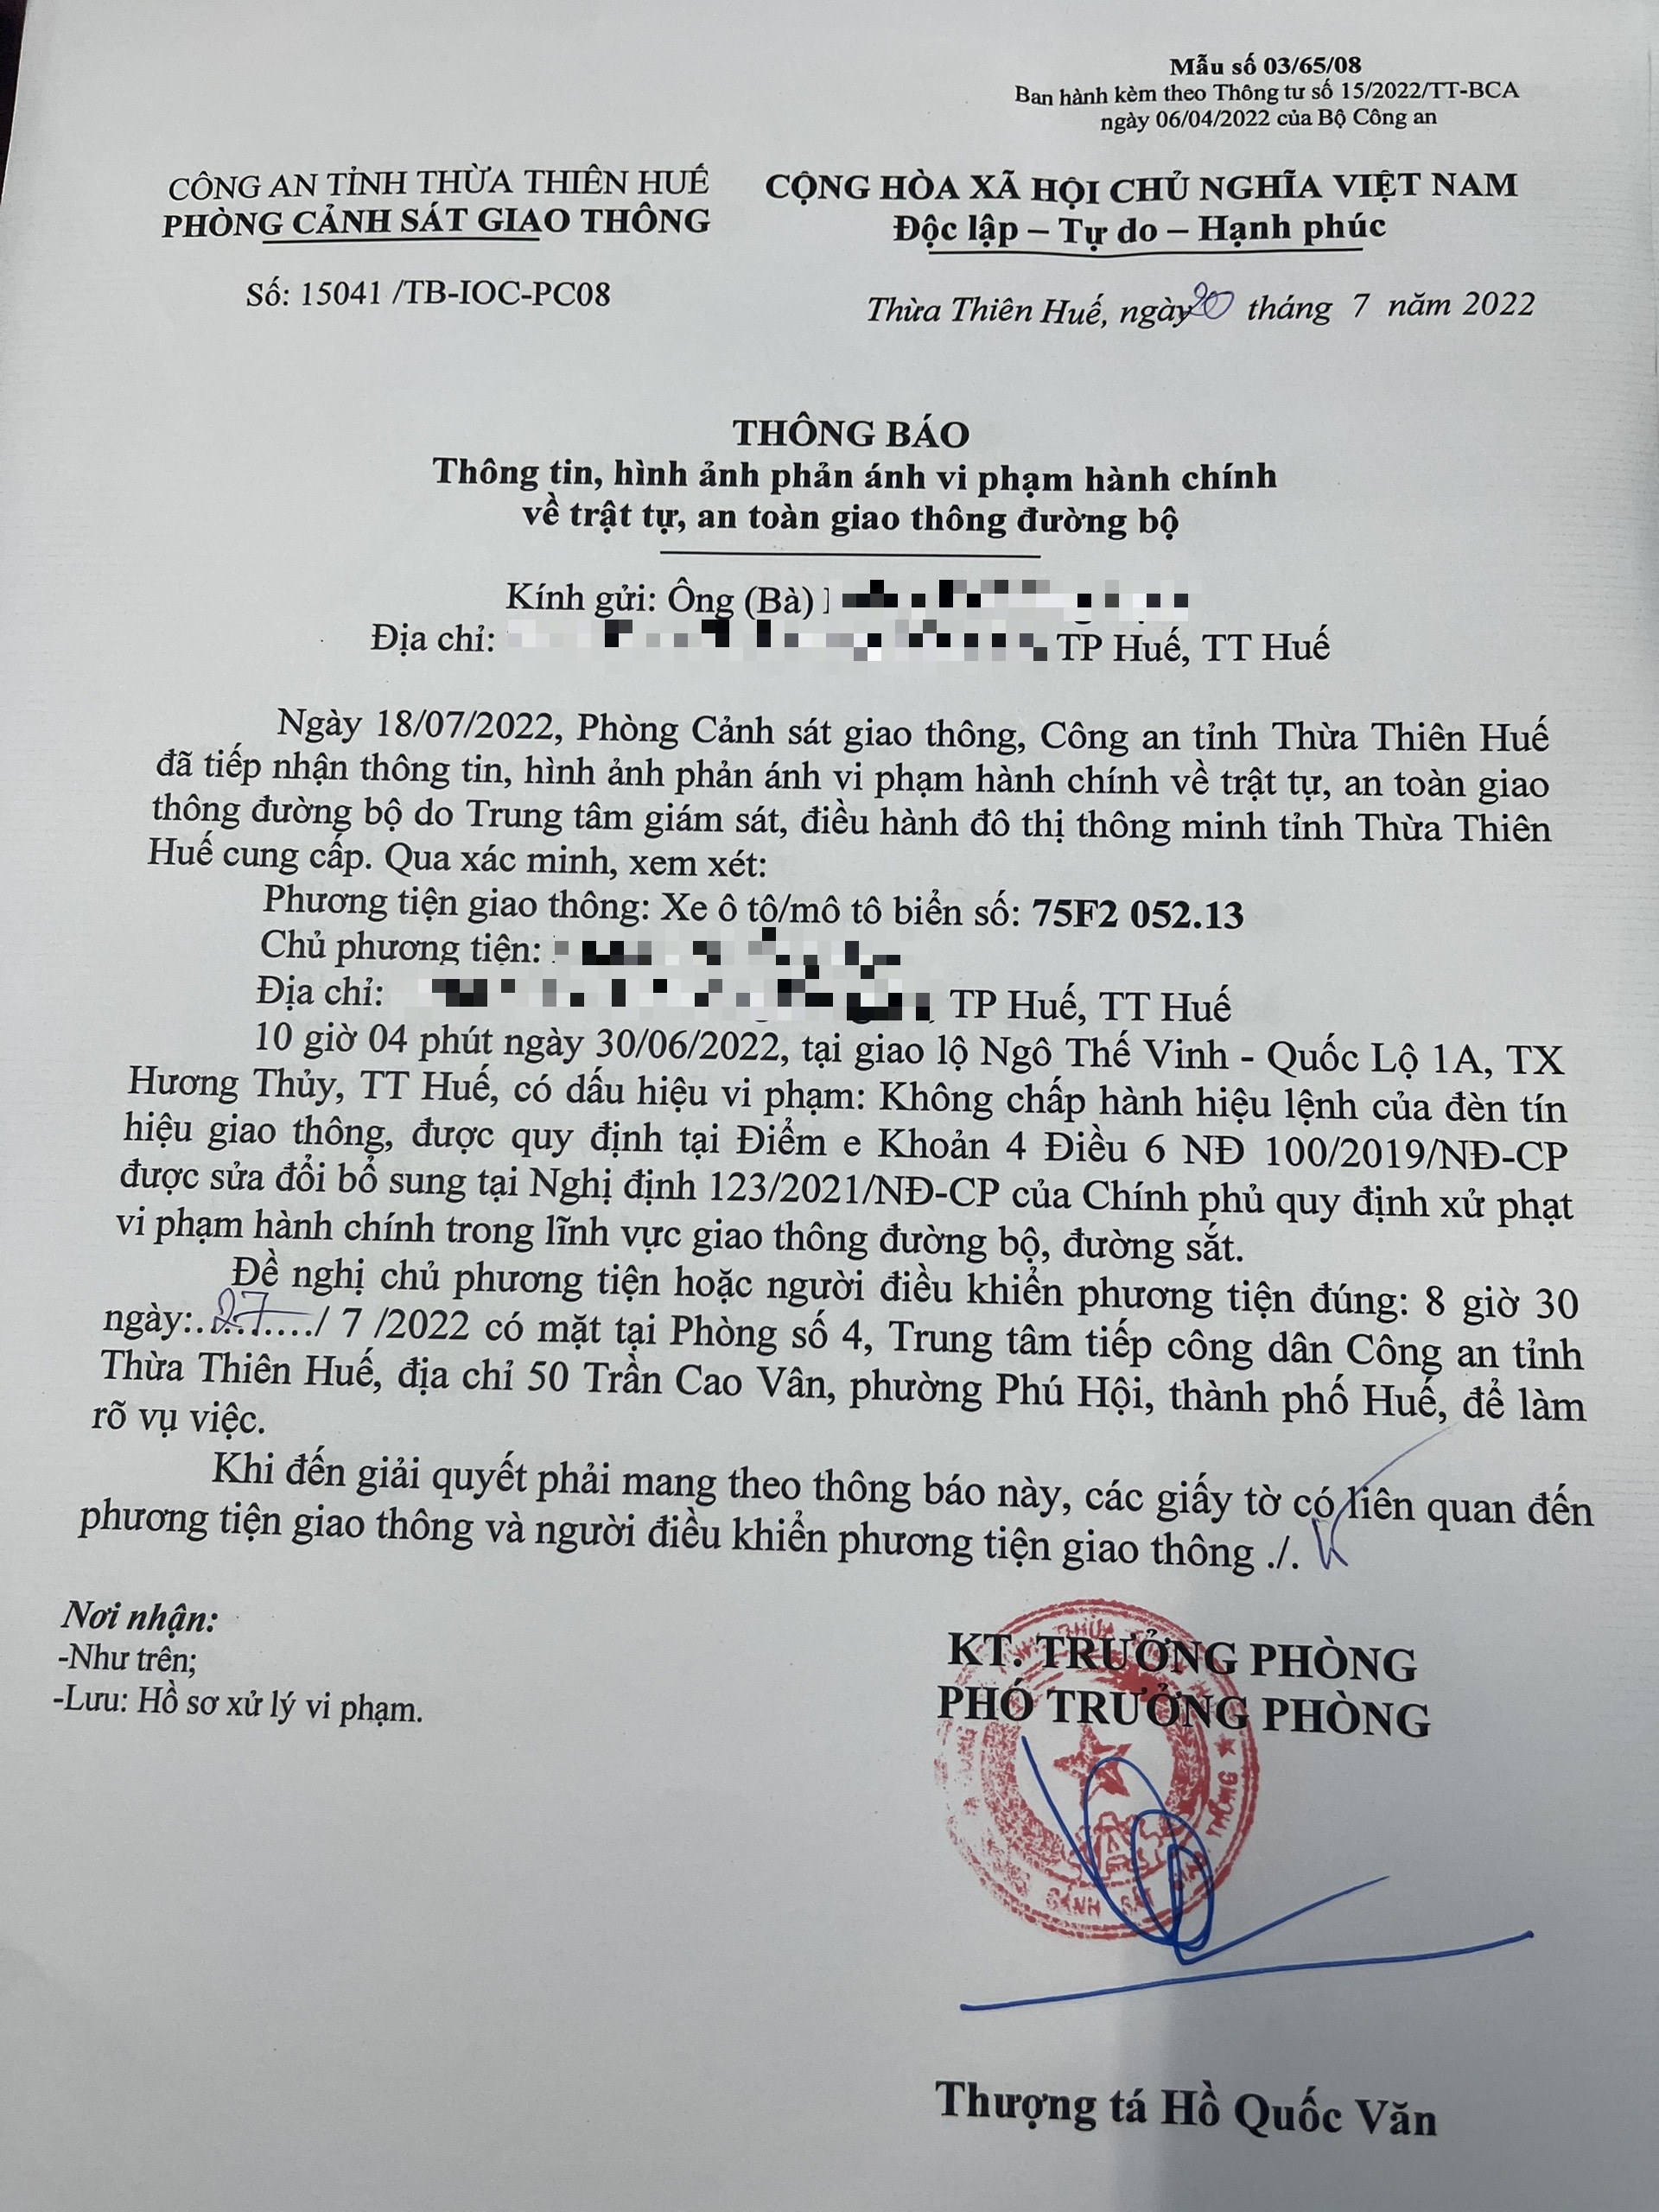 Mẫu số 03/65/08
Ban hành kèm theo Thông tư số 15/2022/TT-BCA
ngày 06/04/2022 của Bộ Công an
CÔNG AN TỈNH THỪA THIÊN HUẾ
PHÒNG CẢNH SÁT GIAO THÔNG
CỘNG HÒA XÃ HỘI CHỦ NGHĨA VIỆT NAM
Độc lập – Tự do – Hạnh phúc
Số: 15041 /TB-IOC-PC08
Thừa Thiên Huế, ngày 20 tháng 7 năm 2022
THÔNG BÁO
Thông tin, hình ảnh phản ánh vi phạm hành chính
về trật tự, an toàn giao thông đường bộ
Kính gửi: Ông (Bà)
Địa chỉ: TP Huế, TT Huế
Ngày 18/07/2022, Phòng Cảnh sát giao thông, Công an tỉnh Thừa Thiên Huế
đã tiếp nhận thông tin, hình ảnh phản ánh vi phạm hành chính về trật tự, an toàn giao
thông đường bộ do Trung tâm giám sát, điều hành đô thị thông minh tỉnh Thừa Thiên
Huế cung cấp. Qua xác minh, xem xét:
Phương tiện giao thông: Xe ô tô/mô tô biển số: 75F2 052.13
Chủ phương tiện:
Địa chỉ: TP Huế, TT Huế
10 giờ 04 phút ngày 30/06/2022, tại giao lộ Ngô Thế Vinh - Quốc Lộ 1A, TX
Hương Thủy, TT Huế, có dấu hiệu vi phạm: Không chấp hành hiệu lệnh của đèn tín
hiệu giao thông, được quy định tại Điểm e Khoản 4 Điều 6 NĐ 100/2019/NĐ-CP
được sửa đổi bổ sung tại Nghị định 123/2021/NĐ-CP của Chính phủ quy định xử phạt
vi phạm hành chính trong lĩnh vực giao thông đường bộ, đường sắt.
Đề nghị chủ phương tiện hoặc người điều khiển phương tiện đúng: 8 giờ 30
ngày:..27...../ 7 /2022 có mặt tại Phòng số 4, Trung tâm tiếp công dân Công an tỉnh
Thừa Thiên Huế, địa chỉ 50 Trần Cao Vân, phường Phú Hội, thành phố Huế, để làm
rõ vụ việc.
Khi đến giải quyết phải mang theo thông báo này, các giấy tờ có liên quan đến
phương tiện giao thông và người điều khiển phương tiện giao thông ./.
Nơi nhận:
-Như trên;
-Lưu: Hồ sơ xử lý vi phạm.
KT. TRƯỞNG PHÒNG
PHÓ TRƯỞNG PHÒNG
CẢNH SÁT GIAO THÔNG
Thượng tá Hồ Quốc Văn